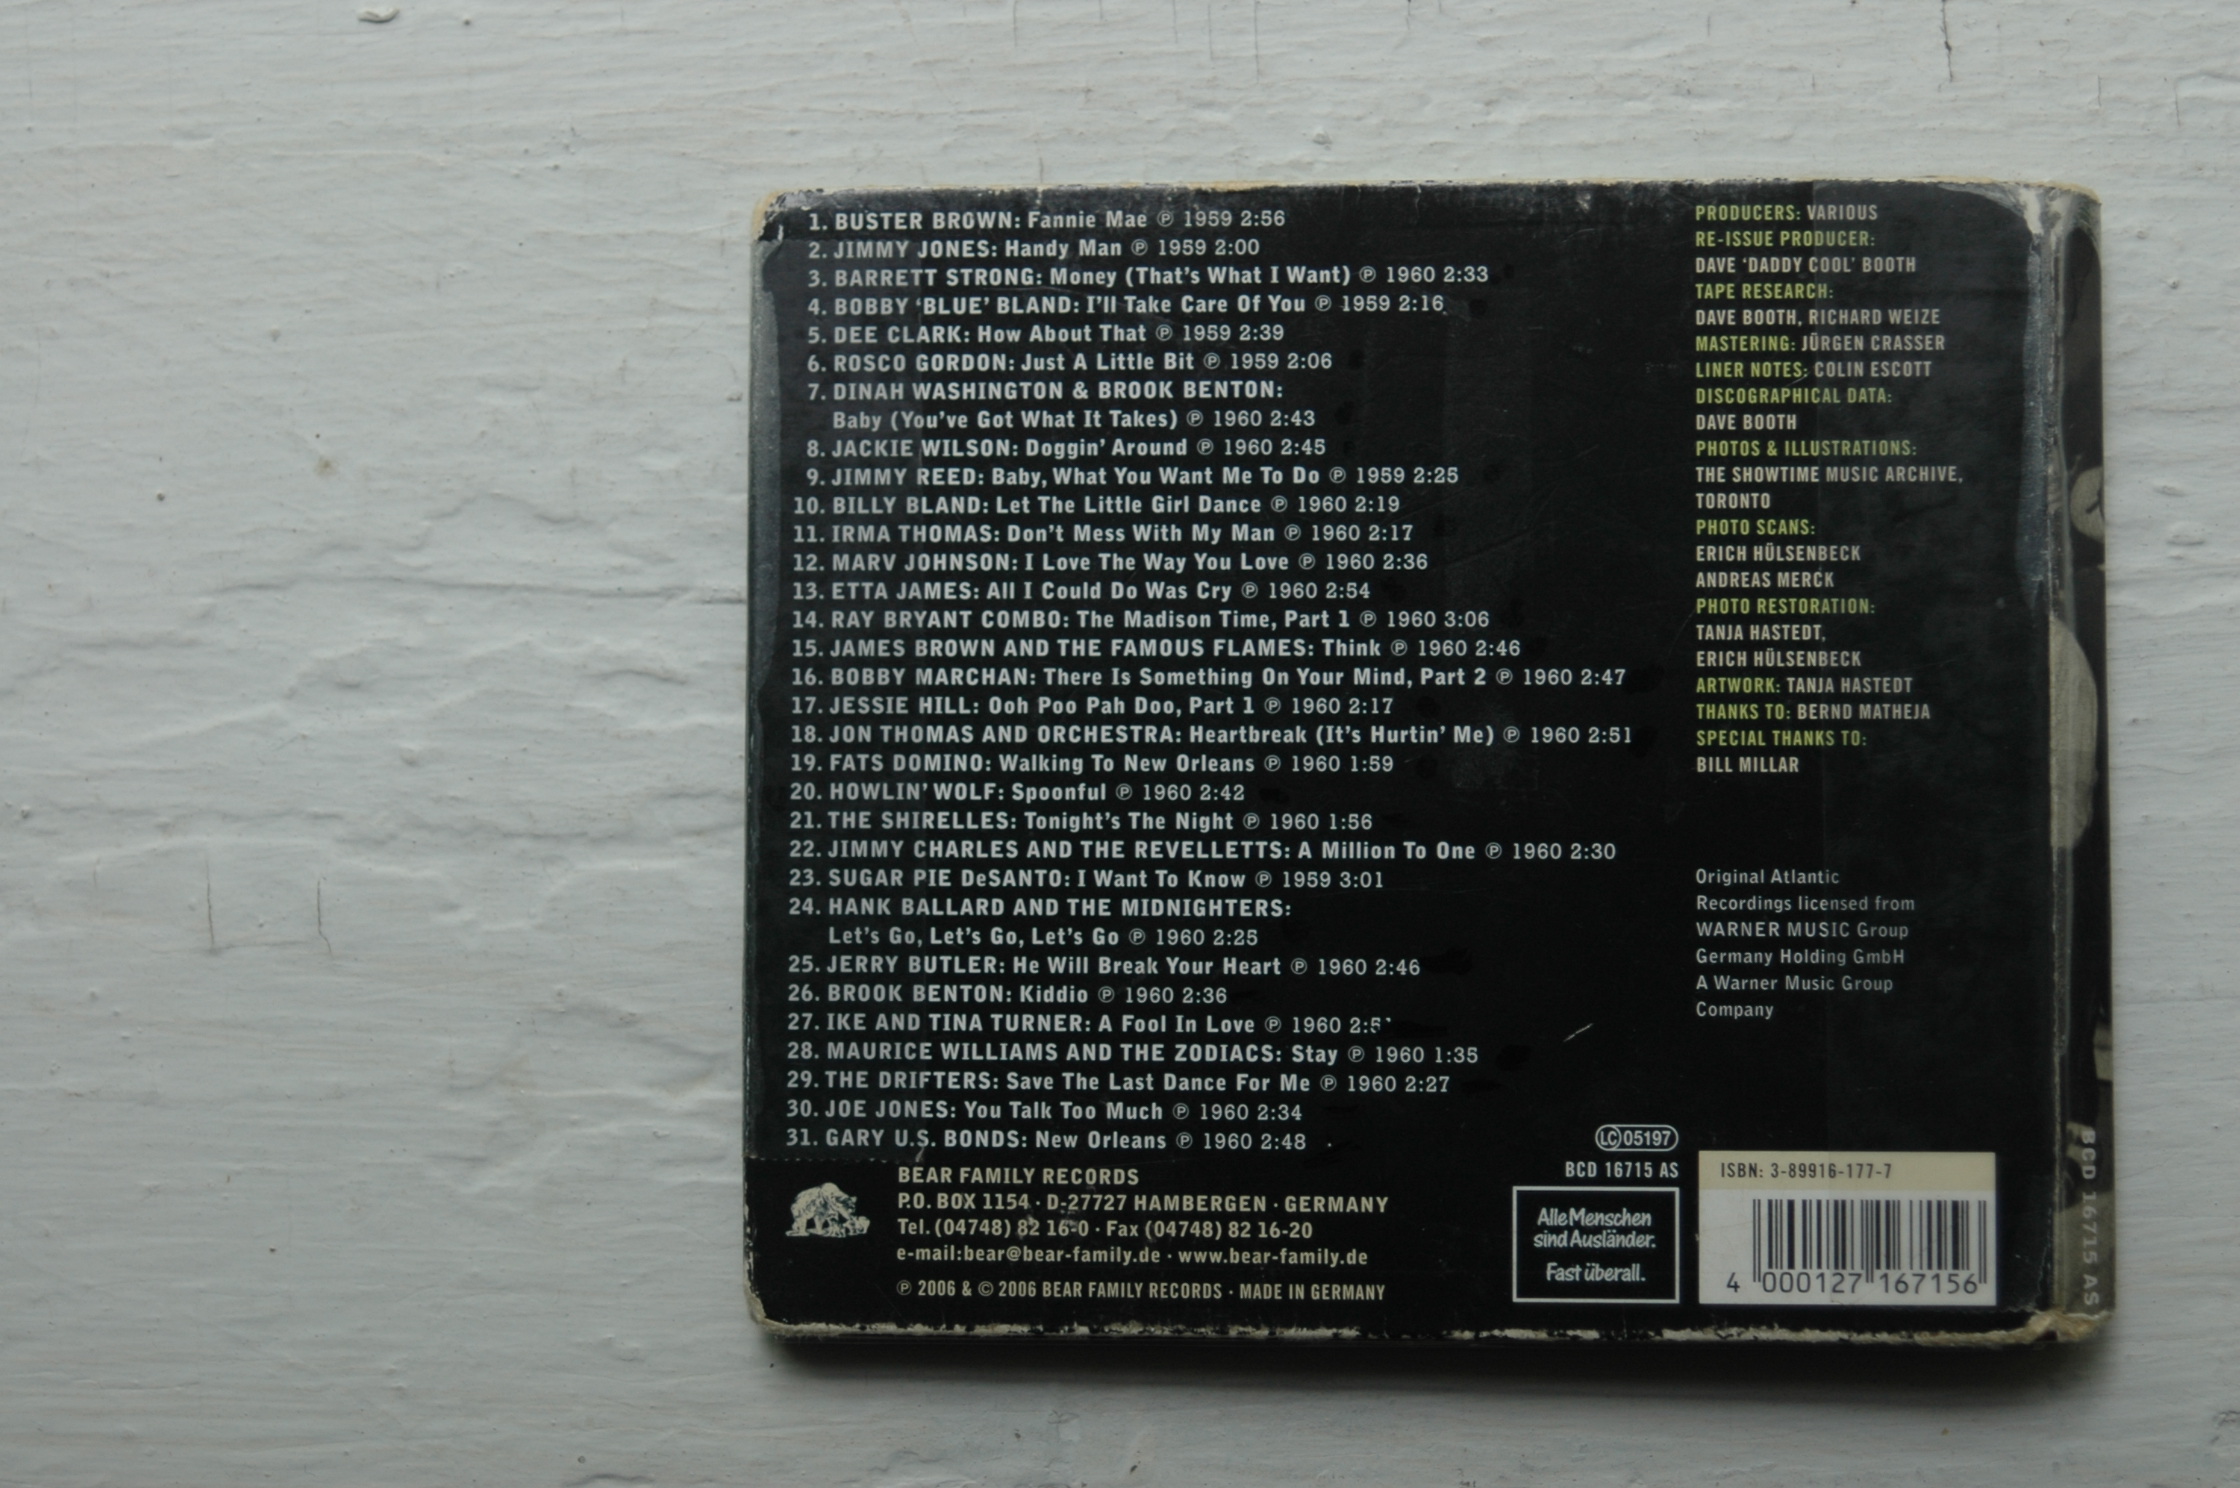 1. BUSTER BROWN: Fannie Mae ℗ 1959 2:56
2. JIMMY JONES: Handy Man ℗ 1959 2:00
3. BARRETT STRONG: Money (That's What I Want) ℗ 1960 2:33
4. BOBBY 'BLUE' BLAND: I'll Take Care Of You ℗ 1959 2:16
5. DEE CLARK: How About That ℗ 1959 2:39
6. ROSCO GORDON: Just A Little Bit ℗ 1959 2:06
7. DINAH WASHINGTON & BROOK BENTON:
Baby (You've Got What It Takes) ℗ 1960 2:43
8. JACKIE WILSON: Doggin' Around ℗ 1960 2:45
9. JIMMY REED: Baby, What You Want Me To Do ℗ 1959 2:25
10. BILLY BLAND: Let The Little Girl Dance ℗ 1960 2:19
11. IRMA THOMAS: Don't Mess With My Man ℗ 1960 2:17
12. MARV JOHNSON: I Love The Way You Love ℗ 1960 2:36
13. ETTA JAMES: All I Could Do Was Cry ℗ 1960 2:54
14. RAY BRYANT COMBO: The Madison Time, Part 1 ℗ 1960 3:06
15. JAMES BROWN AND THE FAMOUS FLAMES: Think ℗ 1960 2:46
16. BOBBY MARCHAN: There Is Something On Your Mind, Part 2 ℗ 1960 2:47
17. JESSIE HILL: Ooh Poo Pah Doo, Part 1 ℗ 1960 2:17
18. JON THOMAS AND ORCHESTRA: Heartbreak (It's Hurtin' Me) ℗ 1960 2:51
19. FATS DOMINO: Walking To New Orleans ℗ 1960 1:59
20. HOWLIN' WOLF: Spoonful ℗ 1960 2:42
21. THE SHIRELLES: Tonight's The Night ℗ 1960 1:56
22. JIMMY CHARLES AND THE REVELLETTS: A Million To One ℗ 1960 2:30
23. SUGAR PIE DeSANTO: I Want To Know ℗ 1959 3:01
24. HANK BALLARD AND THE MIDNIGHTERS:
Let's Go, Let's Go, Let's Go ℗ 1960 2:25
25. JERRY BUTLER: He Will Break Your Heart ℗ 1960 2:46
26. BROOK BENTON: Kiddio ℗ 1960 2:36
27. IKE AND TINA TURNER: A Fool In Love ℗ 1960
28. MAURICE WILLIAMS AND THE ZODIACS: Stay ℗ 1960 1:35
29. THE DRIFTERS: Save The Last Dance For Me ℗ 1960 2:27
30. JOE JONES: You Talk Too Much ℗ 1960 2:34
31. GARY U.S. BONDS: New Orleans ℗ 1960 2:48
PRODUCERS: VARIOUS
RE-ISSUE PRODUCER:
DAVE 'DADDY COOL' BOOTH
TAPE RESEARCH:
DAVE BOOTH, RICHARD WEIZE
MASTERING: JÜRGEN CRASSER
LINER NOTES: COLIN ESCOTT
DISCOGRAPHICAL DATA:
DAVE BOOTH
PHOTOS & ILLUSTRATIONS:
THE SHOWTIME MUSIC ARCHIVE,
TORONTO
PHOTO SCANS:
ERICH HÜLSENBECK
ANDREAS MERCK
PHOTO RESTORATION:
TANJA HASTEDT,
ERICH HÜLSENBECK
ARTWORK: TANJA HASTEDT
THANKS TO: BERND MATHEJA
SPECIAL THANKS TO:
BILL MILLAR
Original Atlantic
Recordings licensed from
WARNER MUSIC Group
Germany Holding GmbH
A Warner Music Group
Company
BEAR FAMILY RECORDS
P.O. BOX 1154 · D-27727 HAMBERGEN · GERMANY
Tel. (04748) 82 16-0 · Fax (04748) 82 16-20
e-mail:bear@bear-family.de · www.bear-family.de
℗ 2006 & © 2006 BEAR FAMILY RECORDS · MADE IN GERMANY
LC 05197
BCD 16715 AS
Alle Menschen
sind Ausländer.
Fast überall.
ISBN: 3-89916-177-7
4 000127 167156
BCD 16715 AS